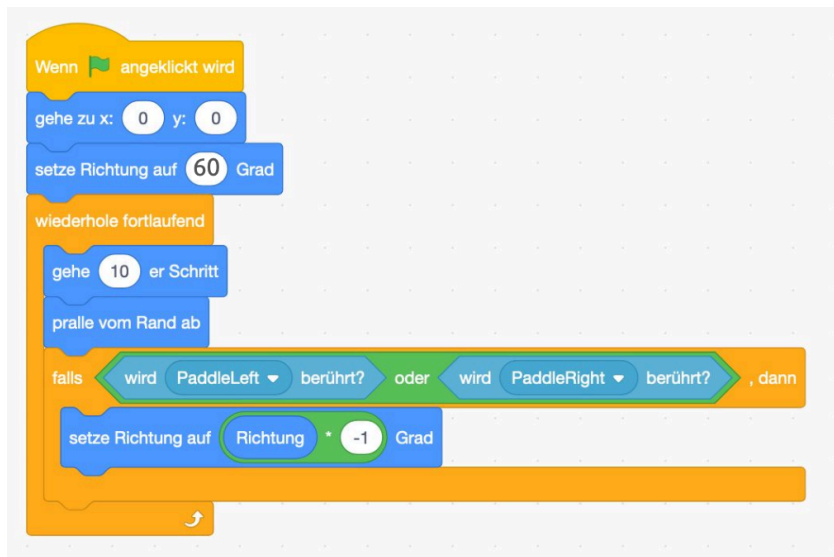 Wenn angeklickt wird
gehe zu x: 0 y: 0
setze Richtung auf 60 Grad
wiederhole fortlaufend
gehe 10 er Schritt
pralle vom Rand ab
falls wird PaddleLeft berührt? oder wird PaddleRight berührt? , dann
setze Richtung auf Richtung * -1 Grad